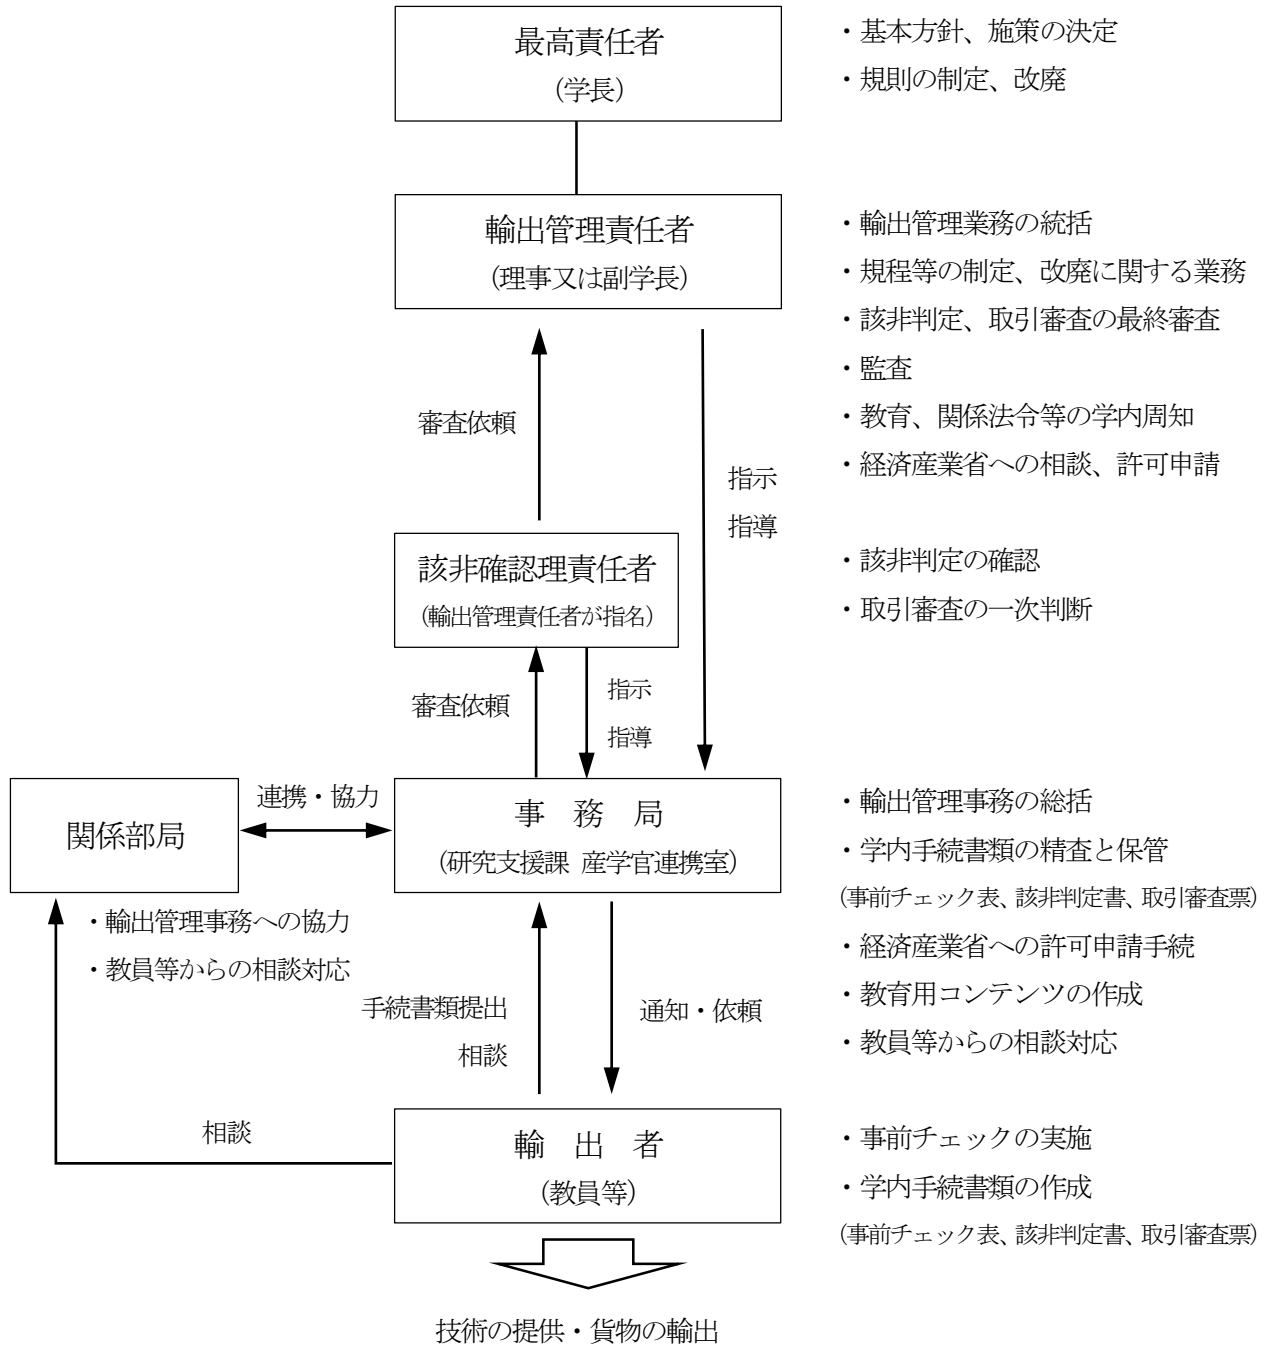 最高責任者
(学長)
・基本方針、施策の決定
・規則の制定、改廃
輸出管理責任者
(理事又は副学長)
・輸出管理業務の統括
・規程等の制定、改廃に関する業務
・該非判定、取引審査の最終審査
・監査
・教育、関係法令等の学内周知
・経済産業省への相談、許可申請
審査依頼
指示
指導
該非確認理責任者
(輸出管理責任者が指名)
・該非判定の確認
・取引審査の一次判断
審査依頼
指示
指導
関係部局
連携・協力
事 務 局
(研究支援課 産学官連携室)
・輸出管理事務の総括
・学内手続書類の精査と保管
(事前チェック表、該非判定書、取引審査票)
・経済産業省への許可申請手続
・教育用コンテンツの作成
・教員等からの相談対応
・輸出管理事務への協力
・教員等からの相談対応
手続書類提出
相談
通知・依頼
相談
輸 出 者
(教員等)
・事前チェックの実施
・学内手続書類の作成
(事前チェック表、該非判定書、取引審査票)
技術の提供・貨物の輸出